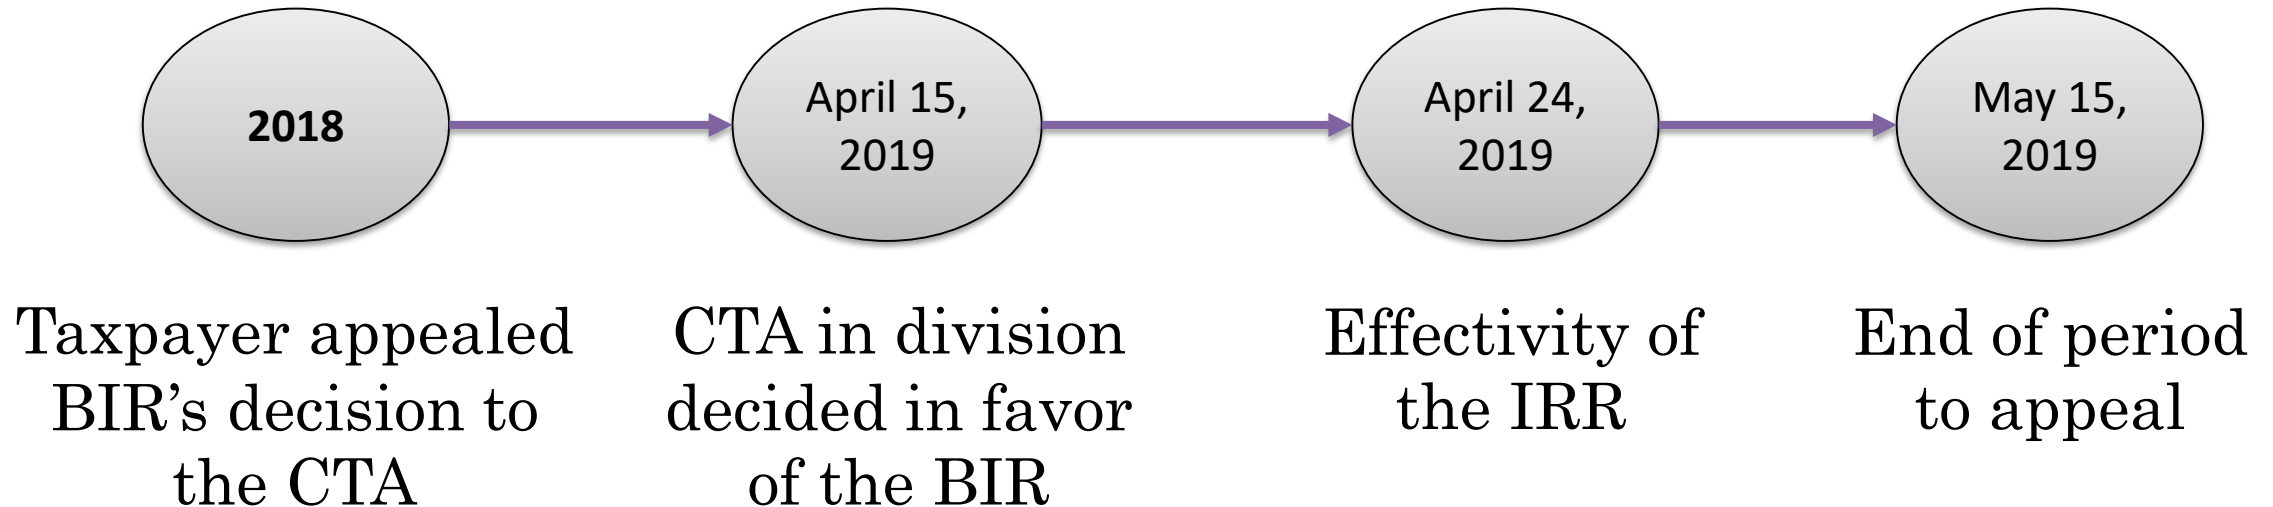 2018
April 15,
2019
April 24,
2019
May 15,
2019
Taxpayer appealed
BIR’s decision to
the CTA
CTA in division
decided in favor
of the BIR
Effectivity of
the IRR
End of period
to appeal